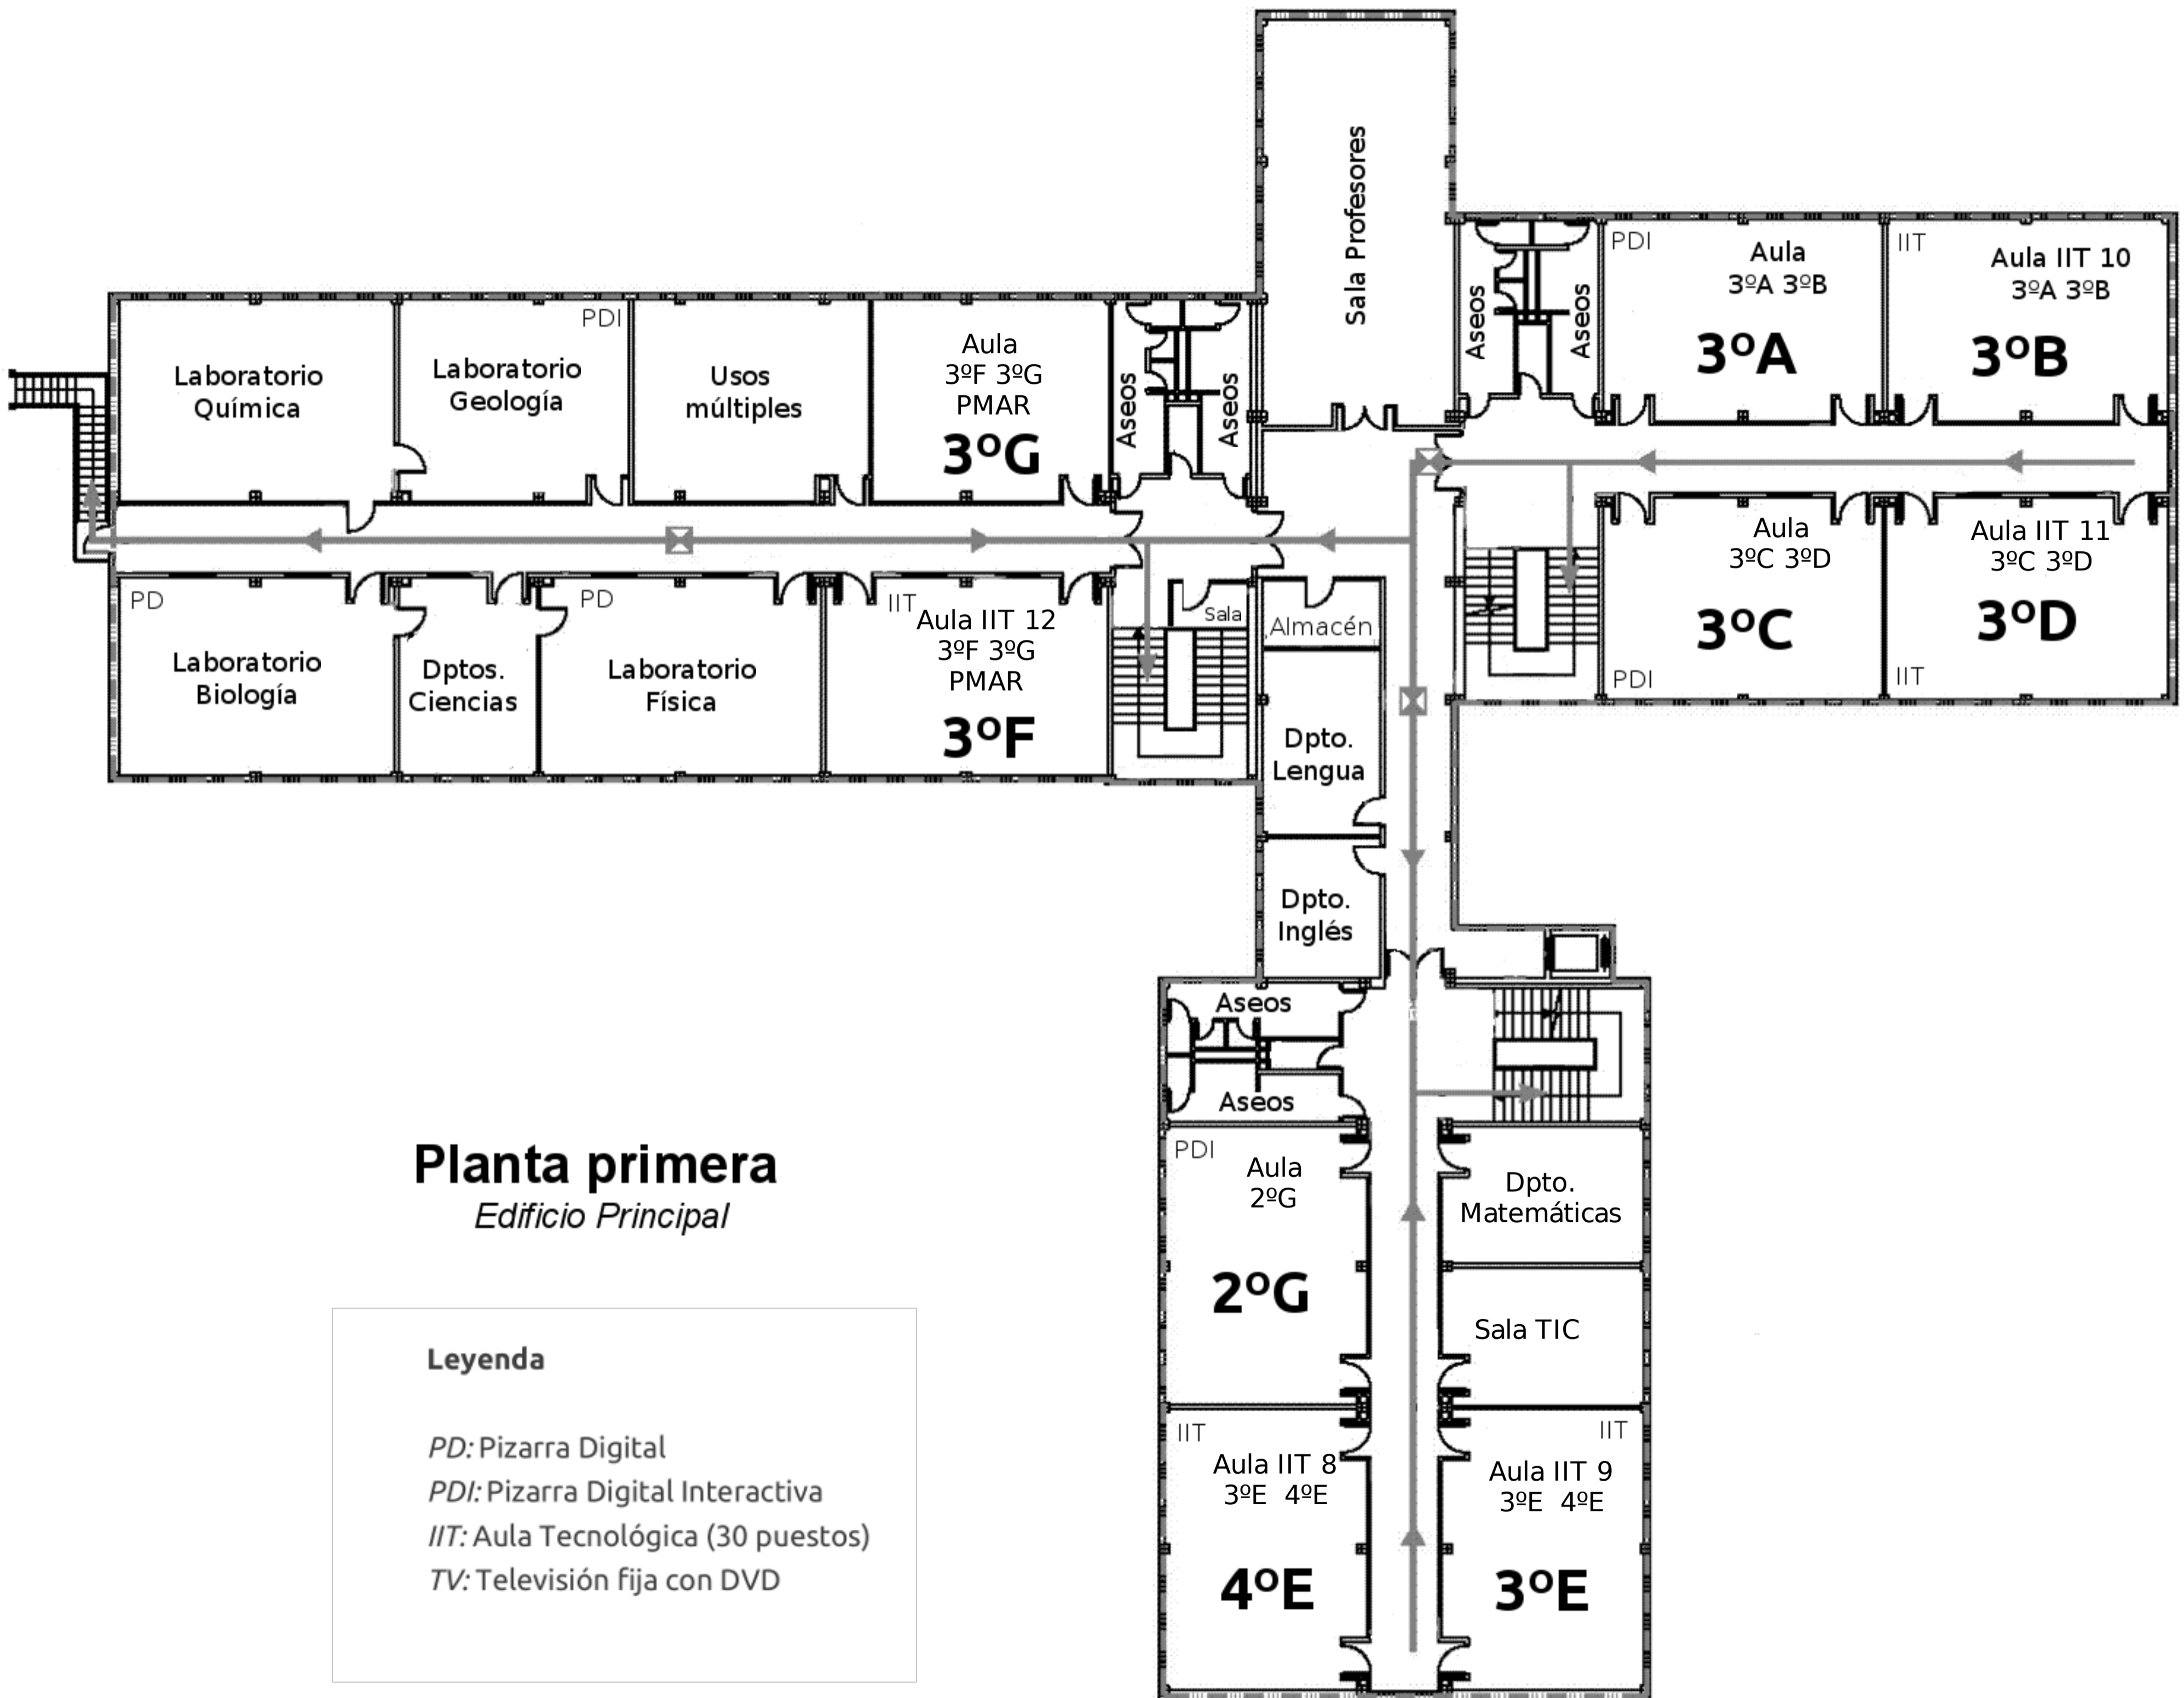 Sala Profesores
PDI
Aula
3ºA 3ºB
3ºA
IIT
Aula IIT 10
3ºA 3ºB
3ºB
Aseos
Aseos
Laboratorio
Química
PDI
Laboratorio
Geología
Usos
múltiples
Aula
3ºF 3ºG
PMAR
3ºG
Aseos
Aseos
Aula
3ºC 3ºD
3ºC
PDI
Aula IIT 11
3ºC 3ºD
3ºD
IIT
PD
Laboratorio
Biología
Dptos.
Ciencias
PD
Laboratorio
Física
IIT
Aula IIT 12
3ºF 3ºG
PMAR
3ºF
Sala
Almacén
Dpto.
Lengua
Dpto.
Inglés
Aseos
Aseos
PDI
Aula
2ºG
2ºG
Dpto.
Matemáticas
Sala TIC
IIT
Aula IIT 8
3ºE 4ºE
4ºE
IIT
Aula IIT 9
3ºE 4ºE
3ºE
Planta primera
Edificio Principal
Leyenda
PD: Pizarra Digital
PDI: Pizarra Digital Interactiva
IIT: Aula Tecnológica (30 puestos)
TV: Televisión fija con DVD